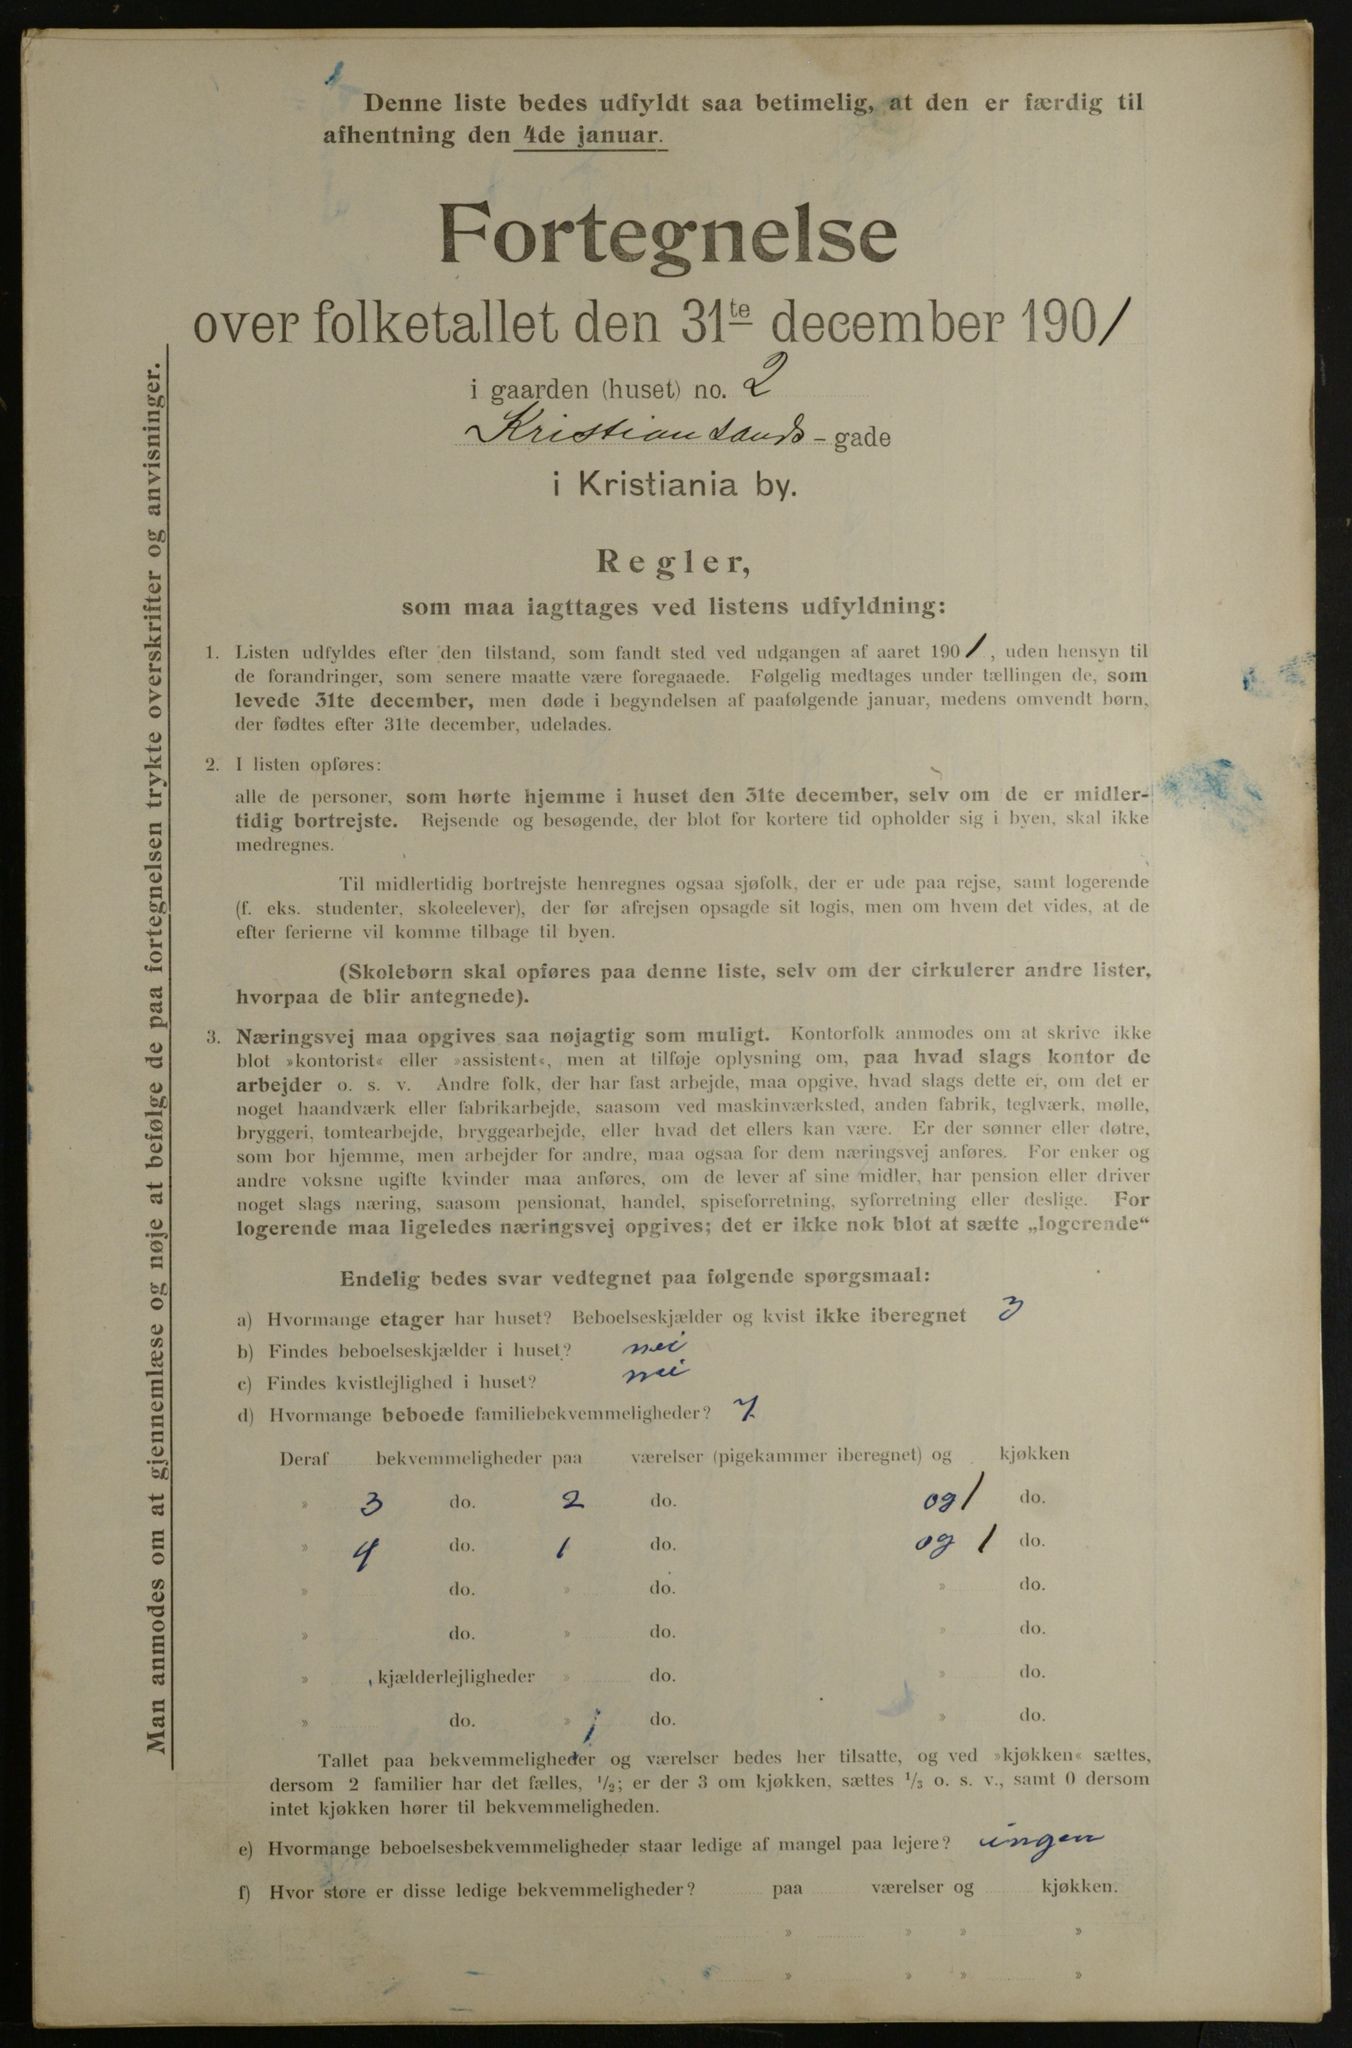 Denne liste bedes udfyldt saa betimelig, at den er færdig til
afhentning den 4de januar.
Fortegnelse
over folketallet den 31te december 1901
i gaarden (huset) no. 2
Kristiansands-gade
i Kristiania by.
Regler,
som maa iagttages ved listens udfyldning:
1. Listen udfyldes efter den tilstand, som fandt sted ved udgangen af aaret 1901, uden hensyn til
de forandringer, som senere maatte være foregaaede. Følgelig medtages under tællingen de, som
levede 31te december, men døde i begyndelsen af paafølgende januar, medens omvendt børn,
der fødtes efter 31te december, udelades.
2. I listen opføres:
alle de personer, som hørte hjemme i huset den 31te december, selv om de er midler-
tidig bortrejste. Rejsende og besøgende, der blot for kortere tid opholder sig i byen, skal ikke
medregnes.
Til midlertidig bortrejste henregnes ogsaa sjøfolk, der er ude paa rejse, samt logerende
(f. eks. studenter, skoleelever), der før afrejsen opsagde sit logis, men om hvem det vides, at de
efter ferierne vil komme tilbage til byen.
(Skolebørn skal opføres paa denne liste, selv om der cirkulerer andre lister,
hvorpaa de blir antegnede).
3. Næringsvej maa opgives saa nøjagtig som muligt. Kontorfolk anmodes om at skrive ikke
blot »kontorist« eller »assistent«, men at tilføje oplysning om, paa hvad slags kontor de
arbejder o. s. v. Andre folk, der har fast arbejde, maa opgive, hvad slags dette er, om det er
noget haandværk eller fabrikarbejde, saasom ved maskinværksted, anden fabrik, teglværk, mølle,
bryggeri, tomtearbejde, bryggearbejde, eller hvad det ellers kan være. Er der sønner eller døtre,
som bor hjemme, men arbejder for andre, maa ogsaa for dem næringsvej anføres. For enker og
andre voksne ugifte kvinder maa anføres, om de lever af sine midler, har pension eller driver
noget slags næring, saasom pensionat, handel, spiseforretning, syforretning eller deslige. For
logerende maa ligeledes næringsvej opgives; det er ikke nok blot at sætte „logerende“
Endelig bedes svar vedtegnet paa følgende spørgsmaal:
a) Hvormange etager har huset? Beboelseskjælder og kvist ikke iberegnet 3
b) Findes beboelseskjælder i huset? nei
c) Findes kvistlejlighed i huset? nei
d) Hvormange beboede familiebekvemmeligheder? 7
Deraf bekvemmeligheder paa værelser (pigekammer iberegnet) og kjøkken
» 3 do. 2 do. og 1 do.
» 4 do. 1 do. og 1 do.
» do. » do. » do.
» do. » do. » do.
» kjælderlejligheder » do. » do.
» do. » do. » do.
Tallet paa bekvemmeligheder og værelser bedes her tilsatte, og ved »kjøkken« sættes,
dersom 2 familier har det fælles, 1/2; er der 3 om kjøkken, sættes 1/3 o. s. v., samt 0 dersom
intet kjøkken hører til bekvemmeligheden.
e) Hvormange beboelsesbekvemmeligheder staar ledige af mangel paa lejere? ingen
f) Hvor store er disse ledige bekvemmeligheder? paa værelser og kjøkken.
» » » »
» » » »
Man anmodes om at gjennemlæse og nøje at befølge de paa fortegnelsen trykte overskrifter og anvisninger.